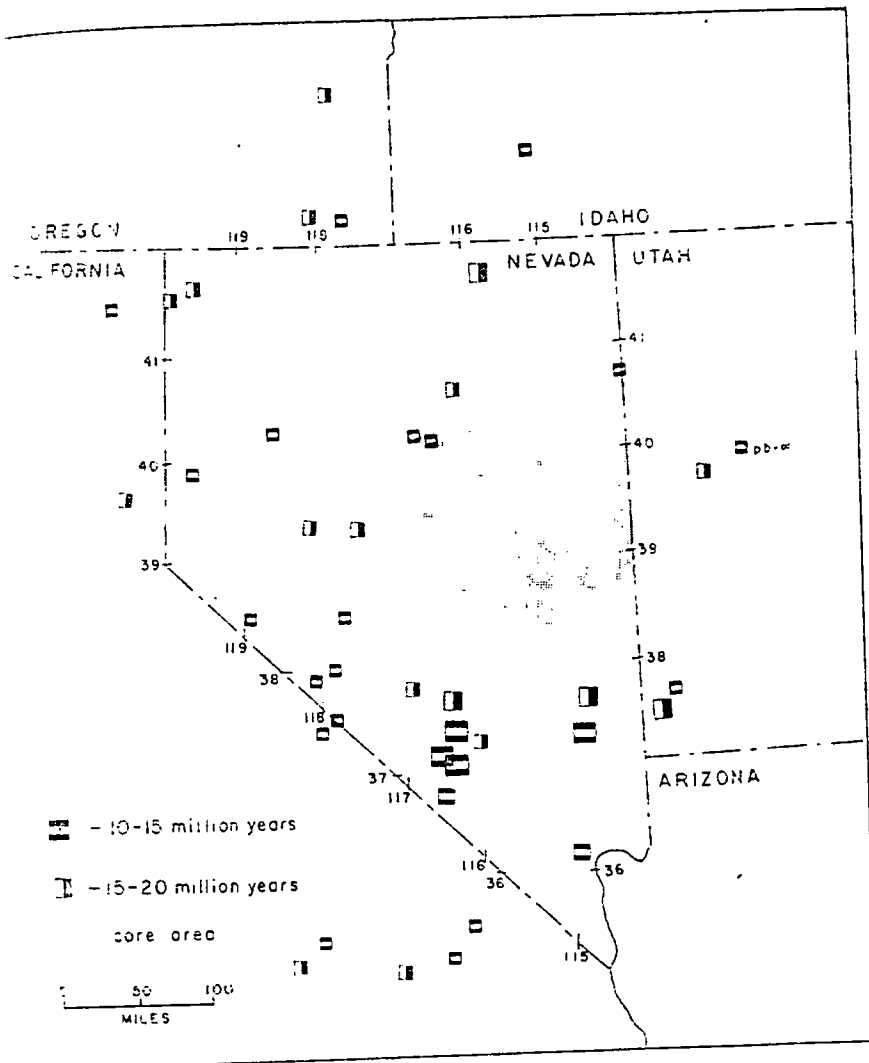 OREGON
119
118
116
115
IDAHO
CALIFORNIA
NEVADA
UTAH
41
41
40
40
pb-α
39
39
119
38
38
118
37
117
ARIZONA
-10-15 million years
116
36
36
-15-20 million years
core area
115
50
100
MILES